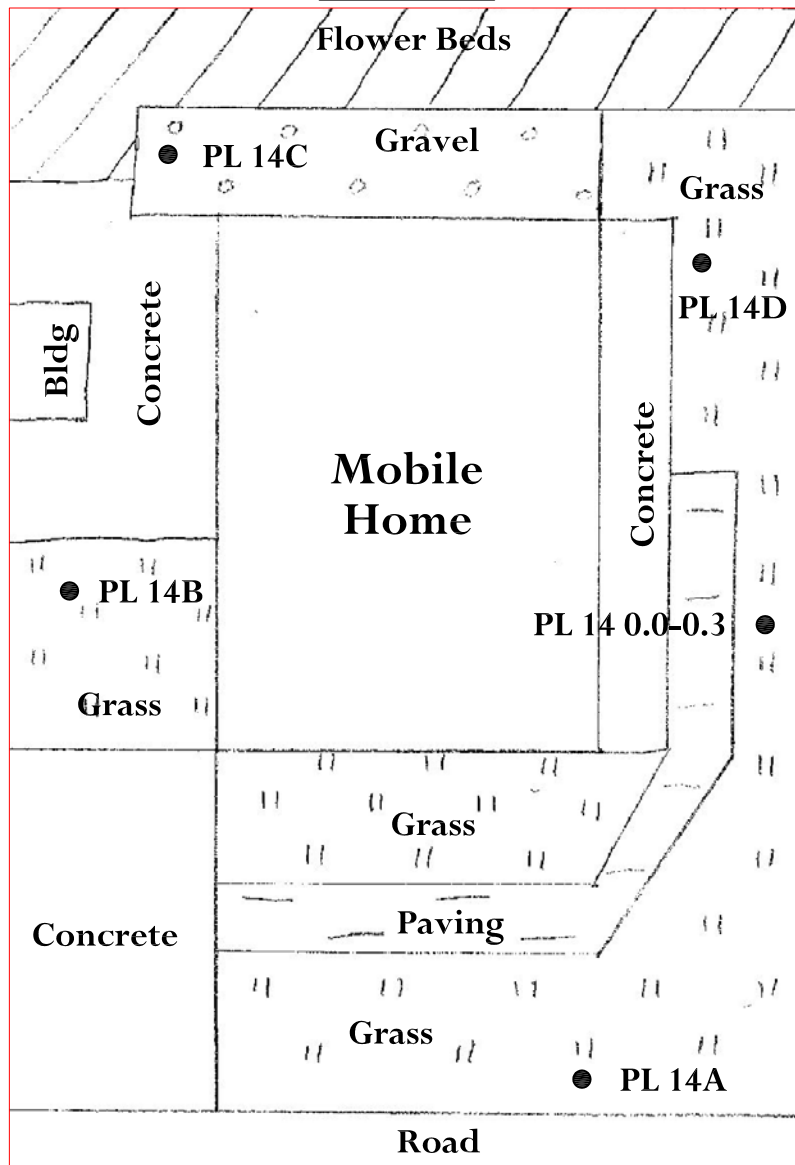 Flower Beds
Gravel
PL 14C
Grass
PL 14D
Concrete
Bldg
Concrete
Mobile
Home
PL 14B
PL 14 0.0-0.3
Grass
Grass
Concrete
Paving
Grass
PL 14A
Road